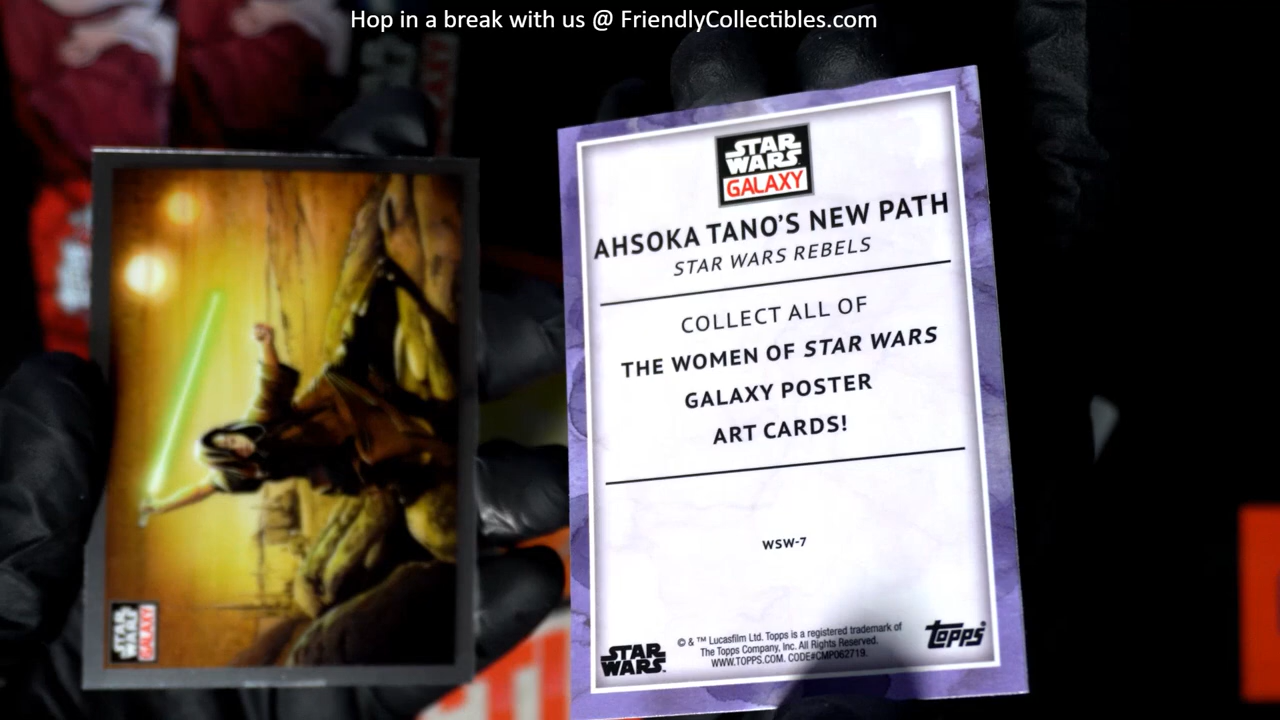 Hop in a break with us @ FriendlyCollectibles.com
STAR
WARS
GALAXY
STAR
WARS
GALAXY
AHSOKA TANO'S NEW PATH
STAR WARS REBELS
COLLECT ALL OF
THE WOMEN OF STAR WARS
GALAXY POSTER
ART CARDS!
WSW-7
STAR
WARS
© & ™ Lucasfilm Ltd. Topps is a registered trademark of
The Topps Company, Inc. All Rights Reserved.
WWW.TOPPS.COM. CODE#CMP062719.
Topps